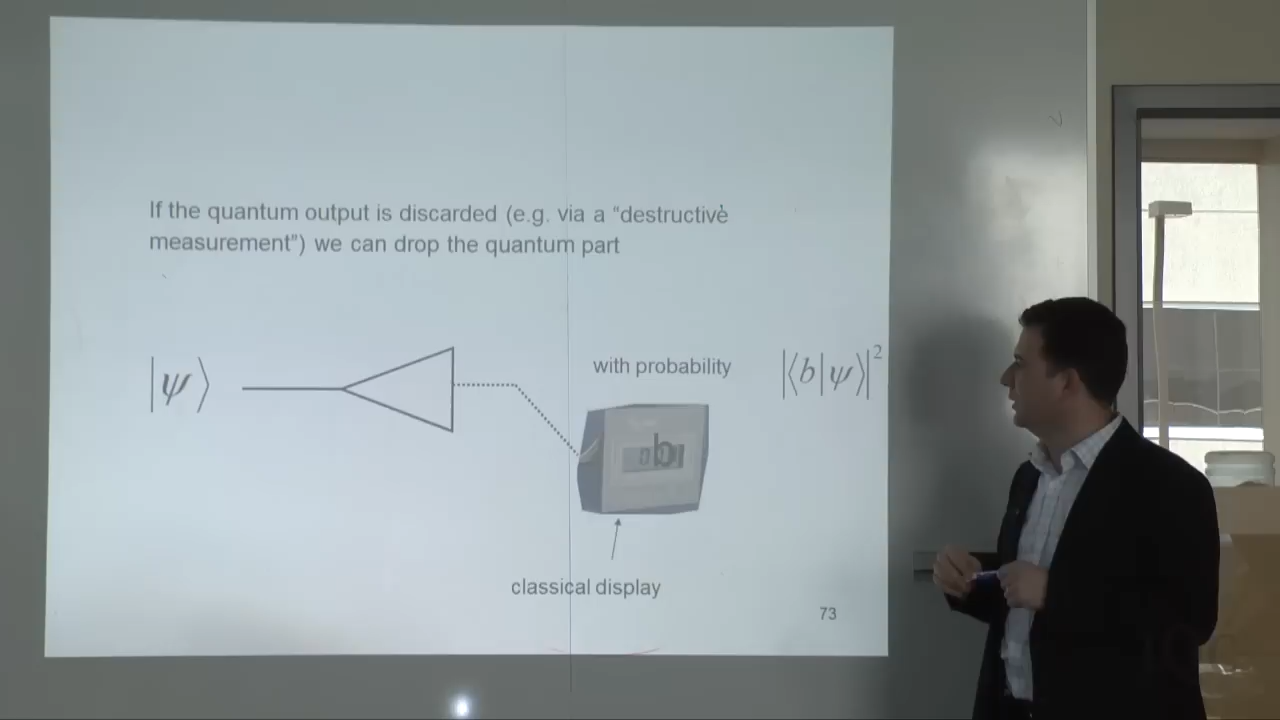 If the quantum output is discarded (e.g. via a “destructive
measurement”) we can drop the quantum part
|ψ⟩
with probability
|⟨b|ψ⟩|²
b
classical display
73